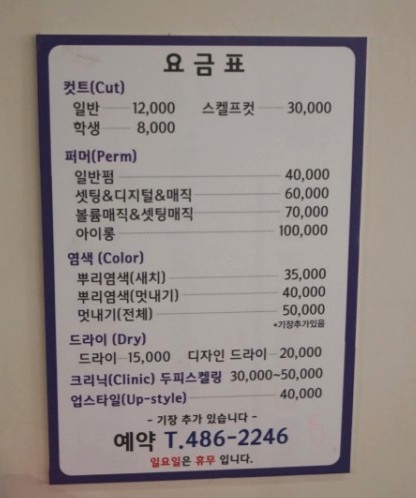 요금표
컷트(Cut)
일반 12,000 스켈프컷 30,000
학생 8,000
퍼머(Perm)
일반펌 40,000
셋팅&디지털&매직 60,000
볼륨매직&셋팅매직 70,000
아이롱 100,000
염색 (Color)
뿌리염색(새치) 35,000
뿌리염색(멋내기) 40,000
멋내기(전체) 50,000
*기장추가있음
드라이 (Dry)
드라이 15,000 디자인 드라이 20,000
크리닉(Clinic) 두피스켈링 30,000~50,000
업스타일(Up-style) 40,000
- 기장 추가 있습니다 -
예약 T.486-2246
일요일은 휴무 입니다.